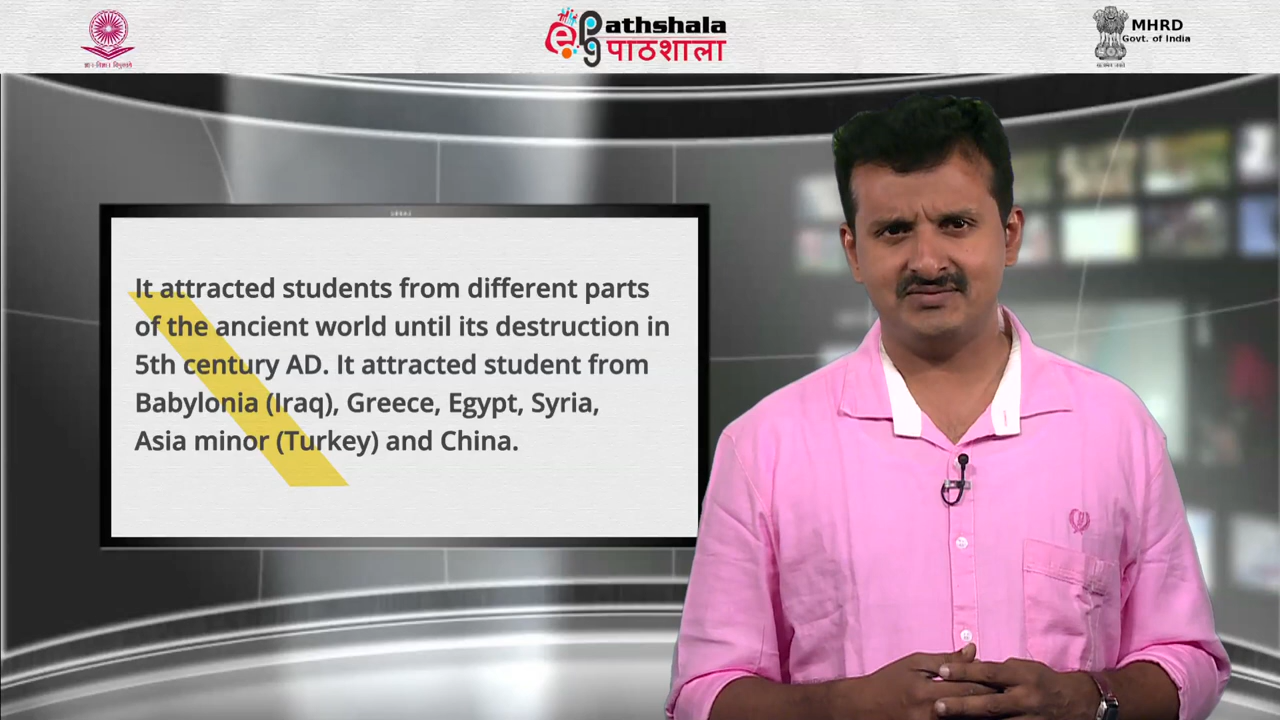 ePathshala
पाठशाला
MHRD
Govt. of India
It attracted students from different parts
of the ancient world until its destruction in
5th century AD. It attracted student from
Babylonia (Iraq), Greece, Egypt, Syria,
Asia minor (Turkey) and China.